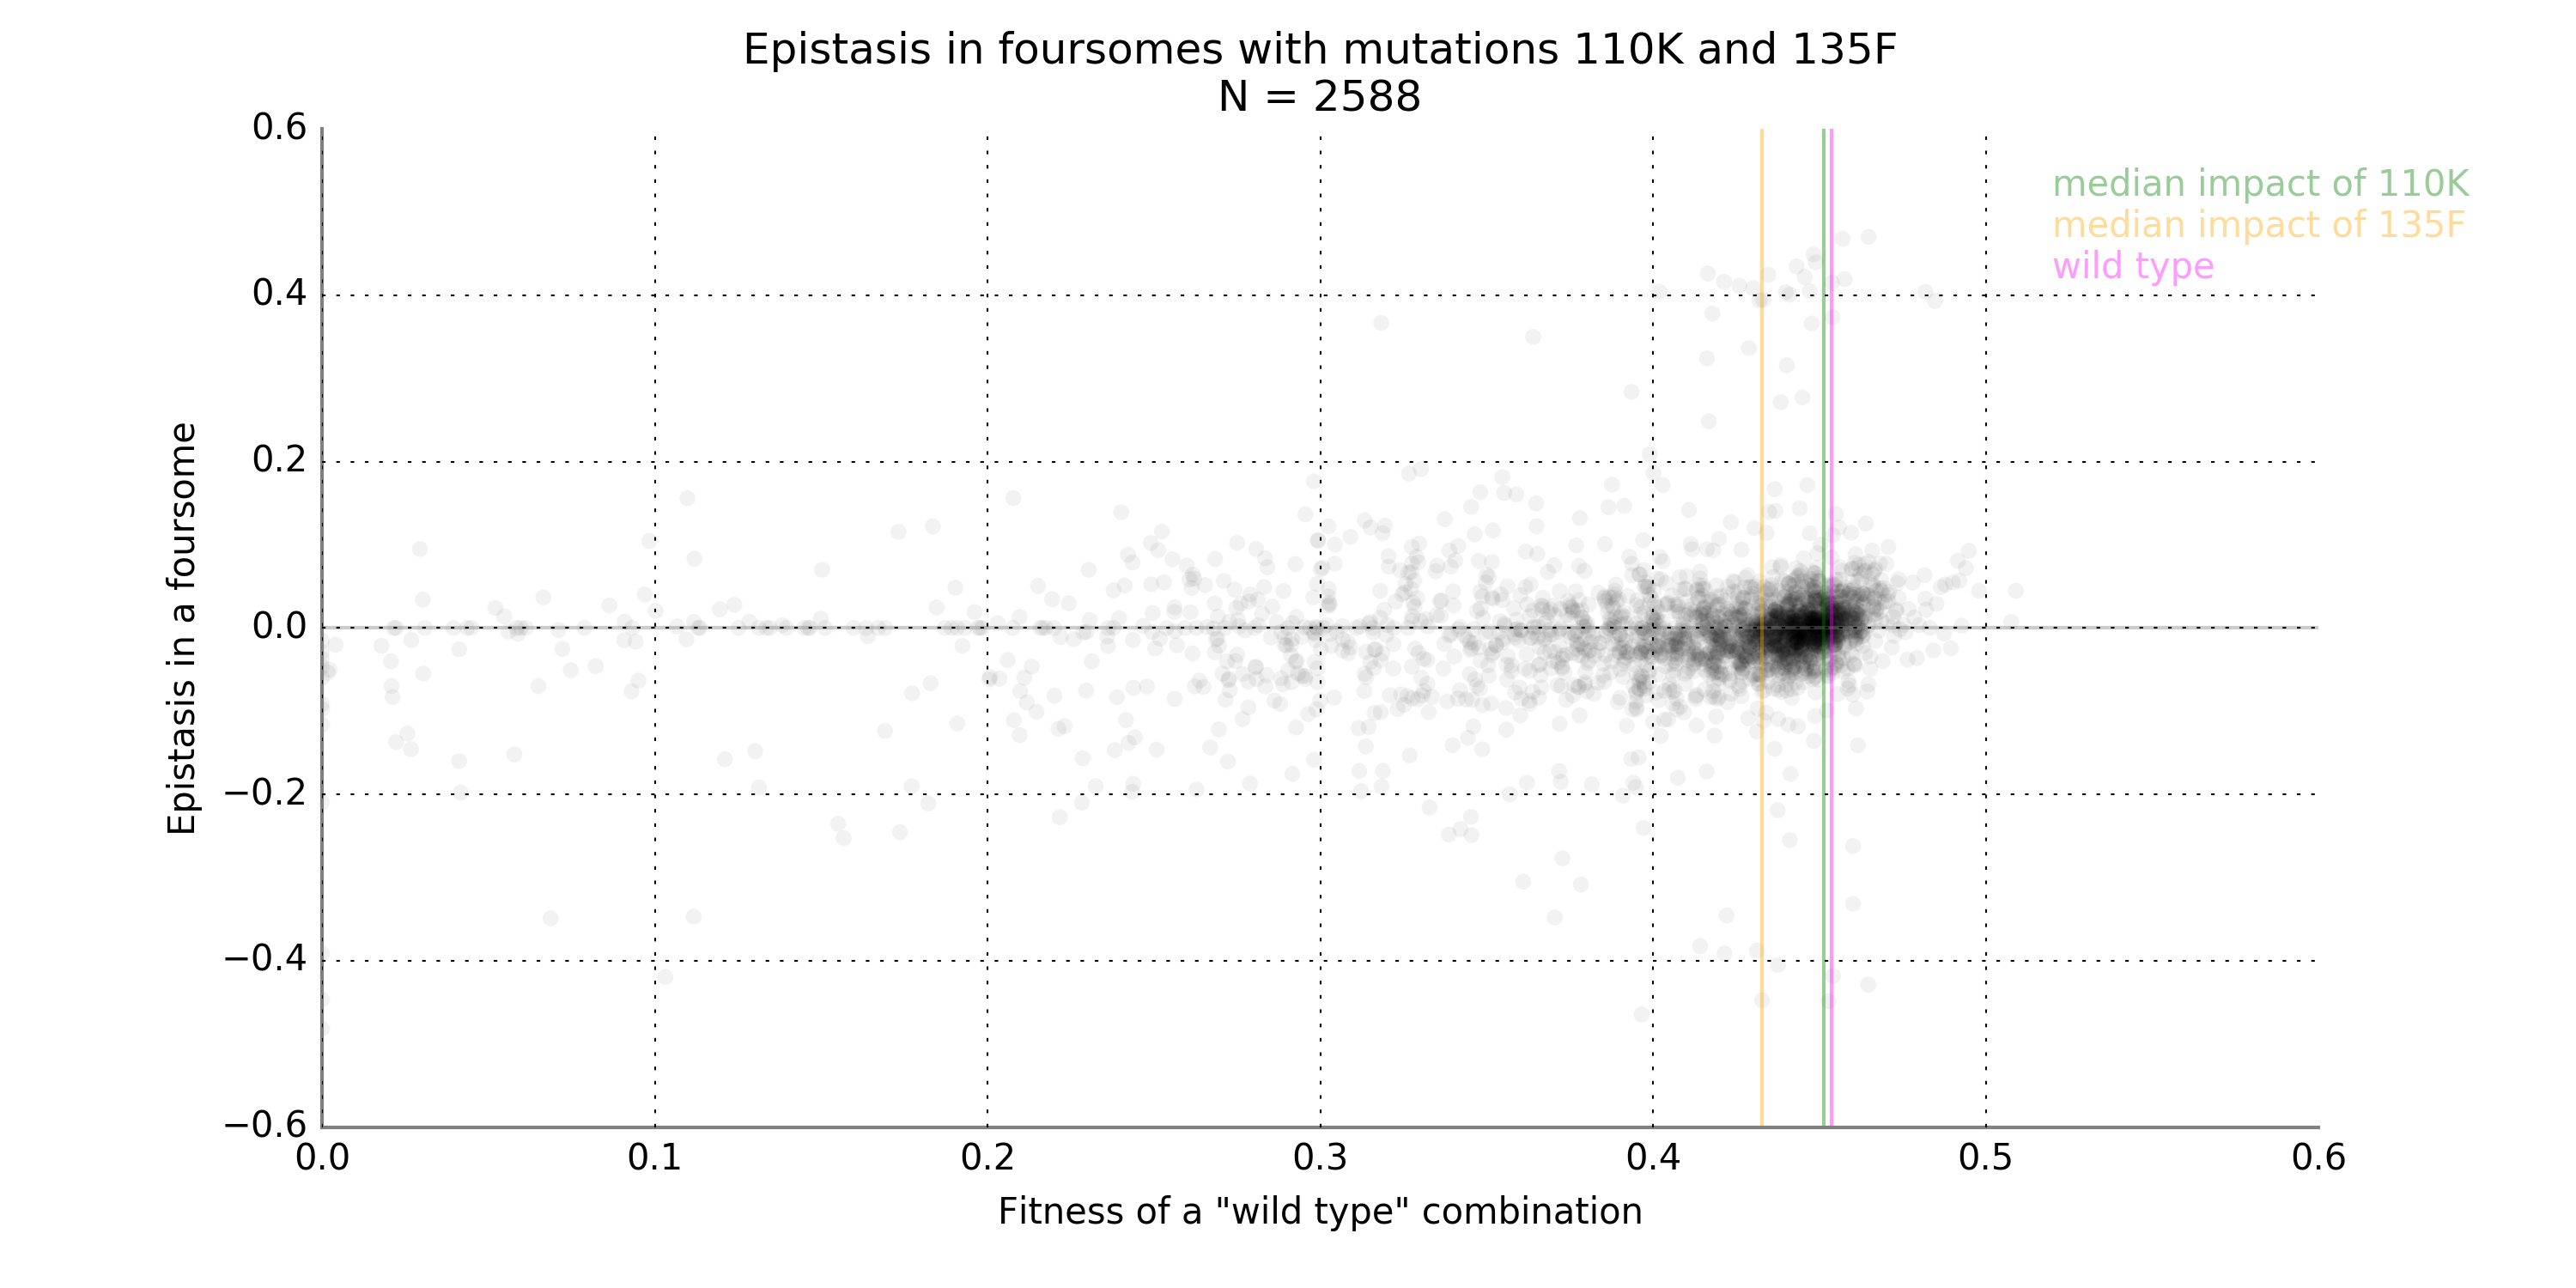 Epistasis in foursomes with mutations 110K and 135F
N = 2588
0.6
0.4
0.2
0.0
−0.2
−0.4
−0.6
Epistasis in a foursome
median impact of 110K
median impact of 135F
wild type
0.0 0.1 0.2 0.3 0.4 0.5 0.6
Fitness of a "wild type" combination